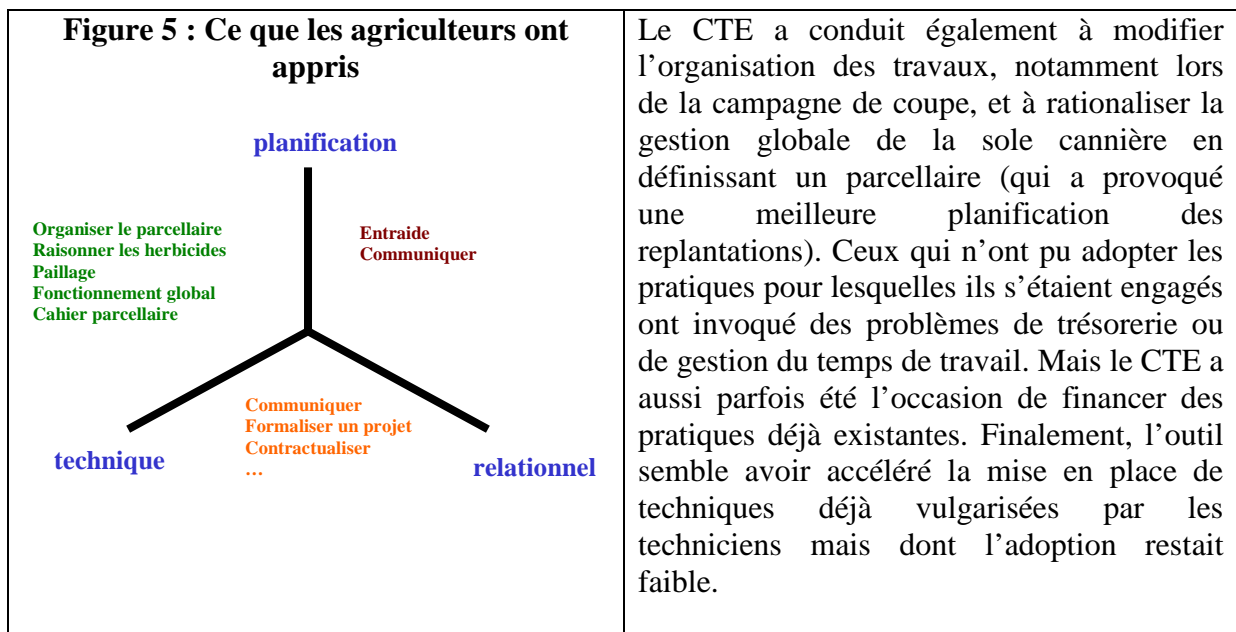 Figure 5 : Ce que les agriculteurs ont
appris
planification
Organiser le parcellaire
Raisonner les herbicides
Paillage
Fonctionnement global
Cahier parcellaire
Entraide
Communiquer
Communiquer
Formaliser un projet
Contractualiser
…
technique
relationnel
Le CTE a conduit également à modifier
l’organisation des travaux, notamment lors
de la campagne de coupe, et à rationaliser la
gestion globale de la sole cannière en
définissant un parcellaire (qui a provoqué
une meilleure planification des
replantations). Ceux qui n’ont pu adopter les
pratiques pour lesquelles ils s’étaient engagés
ont invoqué des problèmes de trésorerie ou
de gestion du temps de travail. Mais le CTE a
aussi parfois été l’occasion de financer des
pratiques déjà existantes. Finalement, l’outil
semble avoir accéléré la mise en place de
techniques déjà vulgarisées par les
techniciens mais dont l’adoption restait
faible.